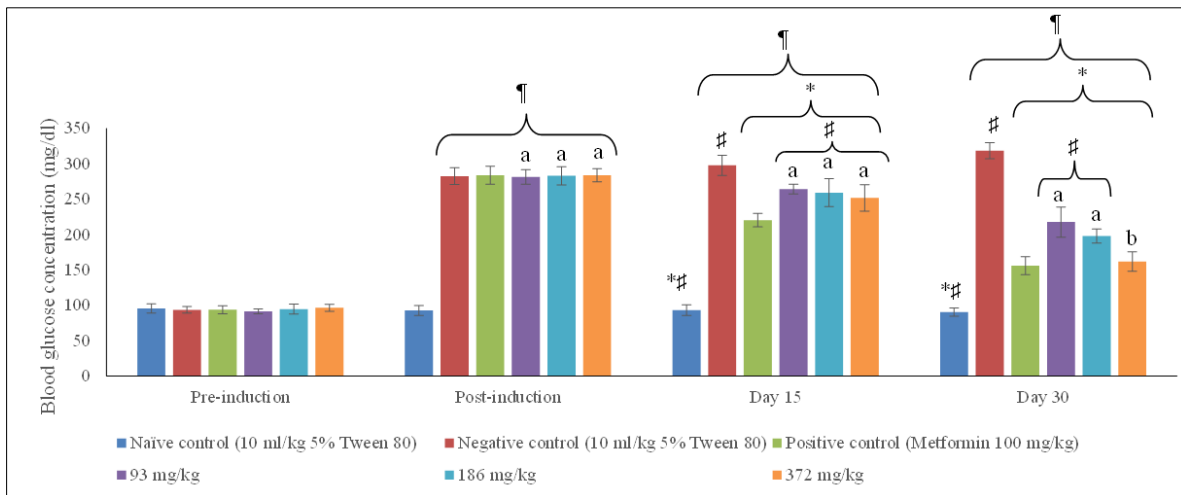 ¶
¶
*
*
¶
350
♯
♯
♯
♯
300
a
a
a
a
a
a
250
a
a
200
b
150
*♯
*♯
100
50
0
Blood glucose concentration (mg/dl)
Pre-induction
Post-induction
Day 15
Day 30
Naïve control (10 ml/kg 5% Tween 80)
Negative control (10 ml/kg 5% Tween 80)
Positive control (Metformin 100 mg/kg)
93 mg/kg
186 mg/kg
372 mg/kg